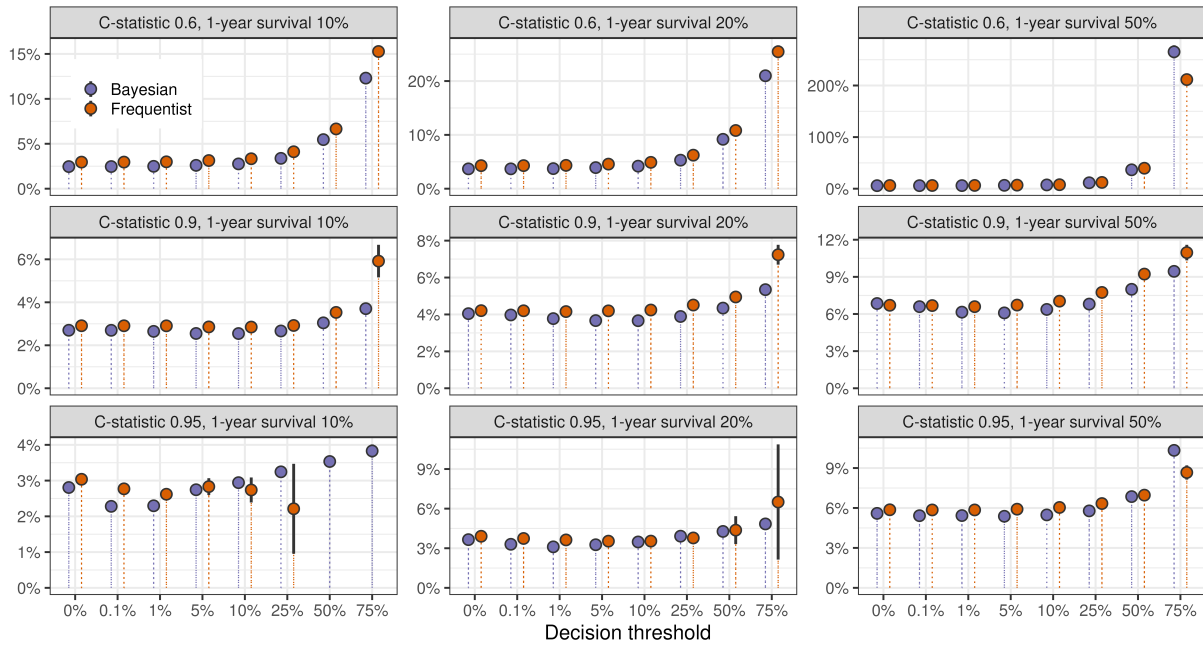 C-statistic 0.6, 1-year survival 10%
C-statistic 0.6, 1-year survival 20%
C-statistic 0.6, 1-year survival 50%
15%
10%
5%
0%
Bayesian
Frequentist
20%
10%
0%
200%
100%
0%
C-statistic 0.9, 1-year survival 10%
C-statistic 0.9, 1-year survival 20%
C-statistic 0.9, 1-year survival 50%
6%
4%
2%
0%
8%
6%
4%
2%
0%
12%
9%
6%
3%
0%
C-statistic 0.95, 1-year survival 10%
C-statistic 0.95, 1-year survival 20%
C-statistic 0.95, 1-year survival 50%
4%
3%
2%
1%
0%
9%
6%
3%
0%
9%
6%
3%
0%
0% 0.1% 1% 5% 10% 25% 50% 75%
0% 0.1% 1% 5% 10% 25% 50% 75%
0% 0.1% 1% 5% 10% 25% 50% 75%
Decision threshold